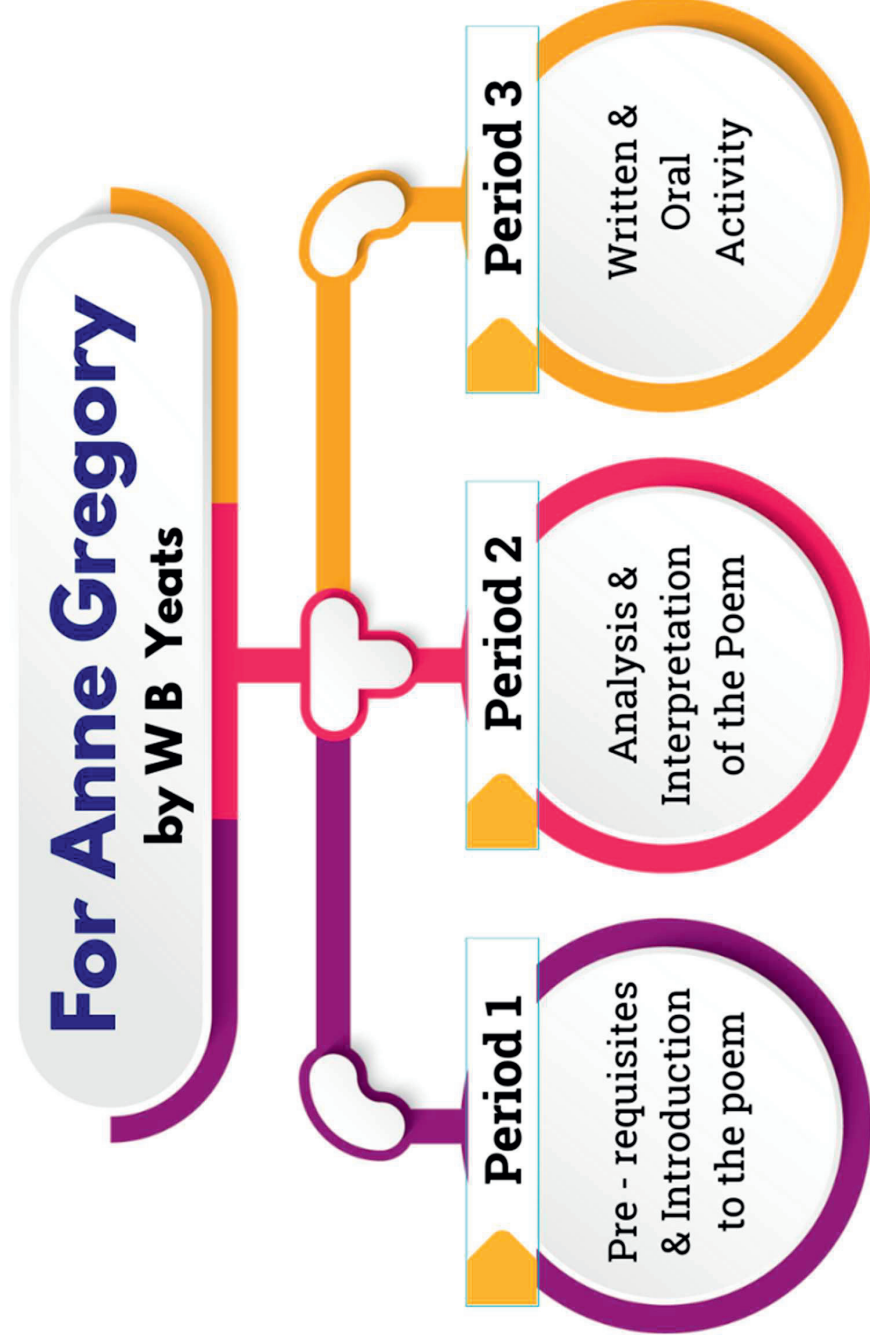 For Anne Gregory
by W B Yeats
Period 1
Pre - requisites
& Introduction
to the poem
Period 2
Analysis &
Interpretation
of the Poem
Period 3
Written &
Oral
Activity